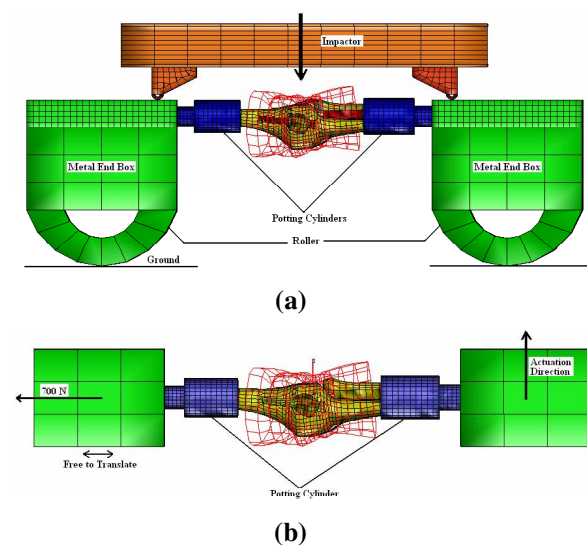 Impactor
Metal End Box
Metal End Box
Potting Cylinders
Roller
Ground
(a)
700 N
Actuation
Direction
Free to Translate
Potting Cylinder
(b)